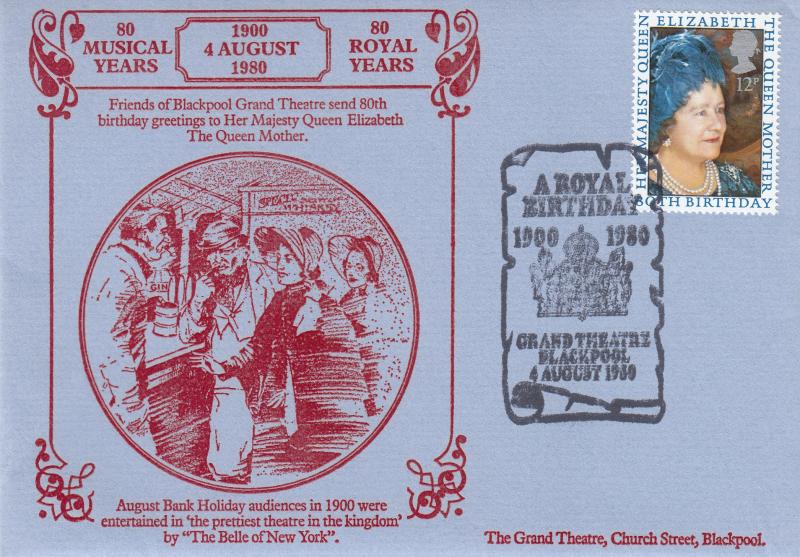 80
MUSICAL
YEARS
1900
4 AUGUST
1980
80
ROYAL
YEARS
Friends of Blackpool Grand Theatre send 80th
birthday greetings to Her Majesty Queen Elizabeth
The Queen Mother.
GIN
WHISKEY
August Bank Holiday audiences in 1900 were
entertained in 'the prettiest theatre in the kingdom'
by "The Belle of New York".
HER MAJESTY QUEEN ELIZABETH THE QUEEN MOTHER
80TH BIRTHDAY
12P
A ROYAL
BIRTHDAY
1900 1980
GRAND THEATRE
BLACKPOOL
4 AUGUST 1980
The Grand Theatre, Church Street, Blackpool.